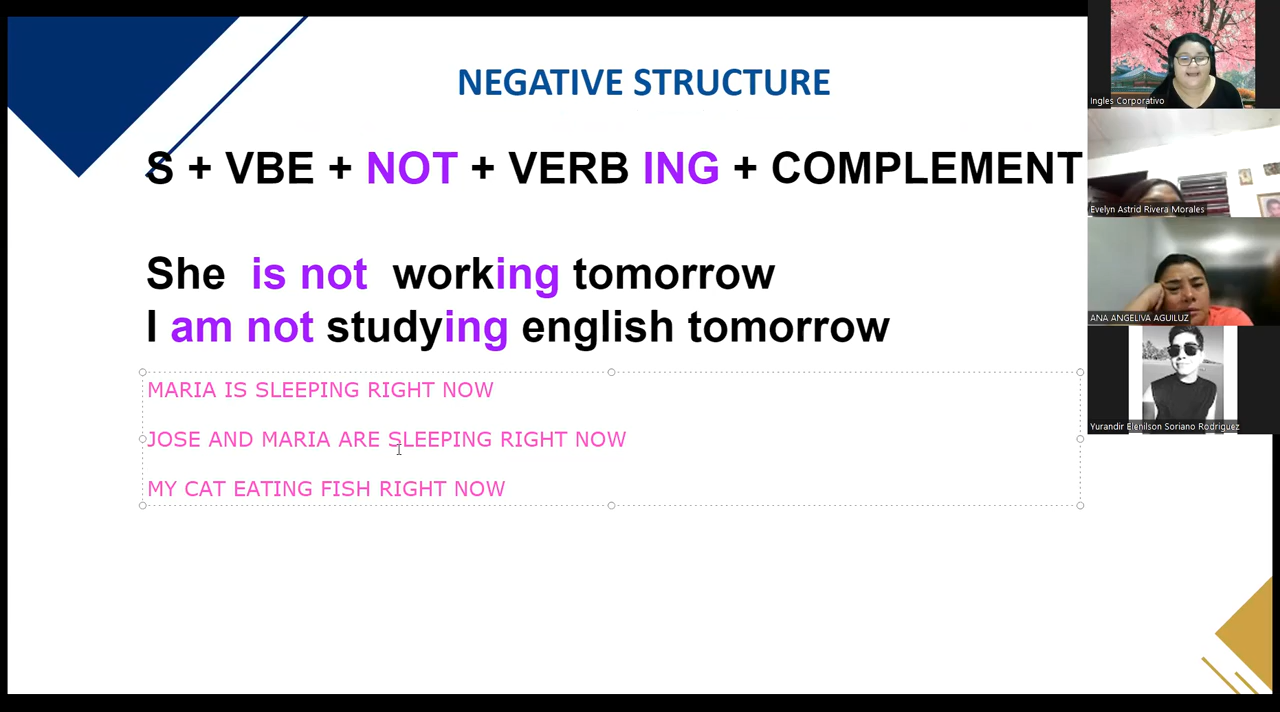 NEGATIVE STRUCTURE
S + VBE + NOT + VERB ING + COMPLEMENT
She is not working tomorrow
I am not studying english tomorrow
MARIA IS SLEEPING RIGHT NOW
JOSE AND MARIA ARE SLEEPING RIGHT NOW
MY CAT EATING FISH RIGHT NOW
Ingles Corporativo
Evelyn Astrid Rivera Morales
ANA ANGELIVA AGUILUZ
Yurandir Elenilson Soriano Rodriguez